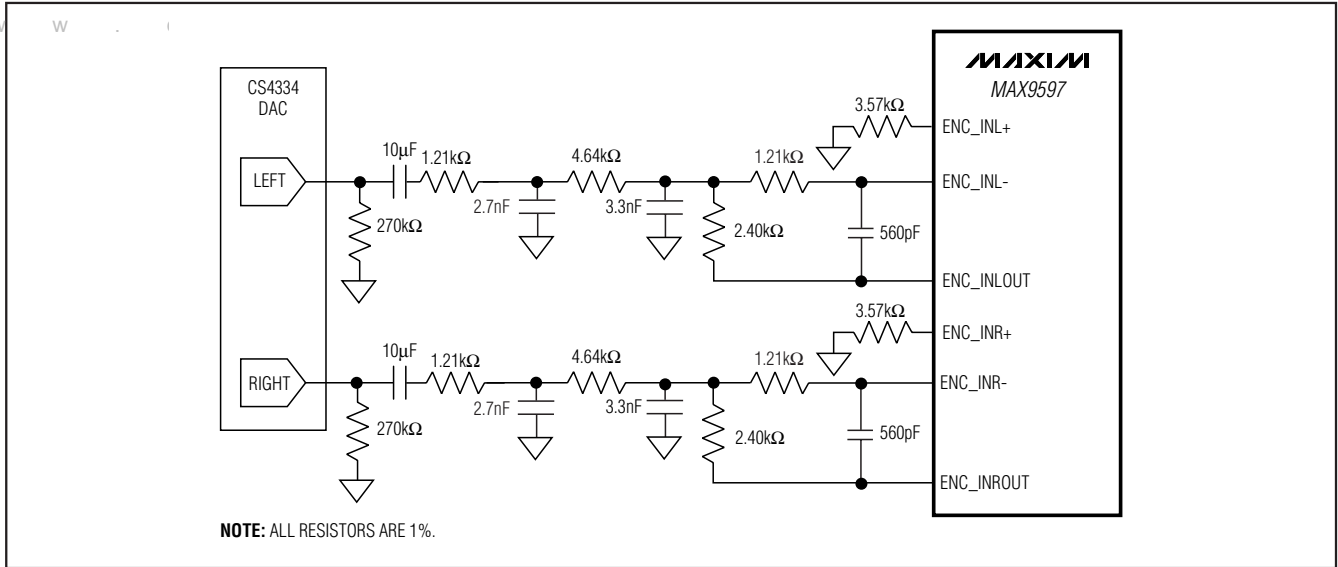 w .
MAXIM
MAX9597
CS4334
DAC
3.57kΩ
ENC_INL+
10µF
1.21kΩ
4.64kΩ
1.21kΩ
LEFT
ENC_INL-
2.7nF
3.3nF
270kΩ
2.40kΩ
560pF
ENC_INLOUT
3.57kΩ
ENC_INR+
10µF
1.21kΩ
4.64kΩ
1.21kΩ
RIGHT
ENC_INR-
2.7nF
3.3nF
270kΩ
2.40kΩ
560pF
ENC_INROUT
NOTE: ALL RESISTORS ARE 1%.